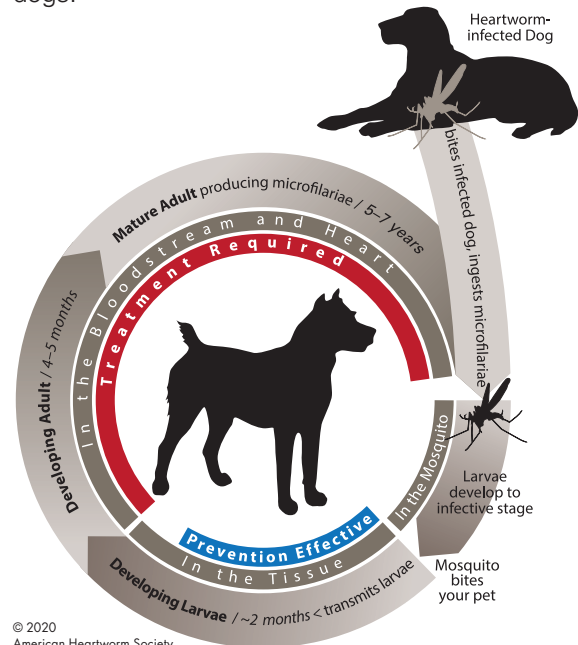 dogs.
Heartworm-
infected Dog
bites infected dog, ingests microfilariae
Mature Adult producing microfilariae / 5–7 years
In the Bloodstream and Heart
Treatment Required
Developing Adult / 4–5 months
In the Mosquito
Larvae
develop to
infective stage
Mosquito
bites
your pet
Prevention Effective
In the Tissue
Developing Larvae / ~2 months < transmits larvae
© 2020
American Heartworm Society